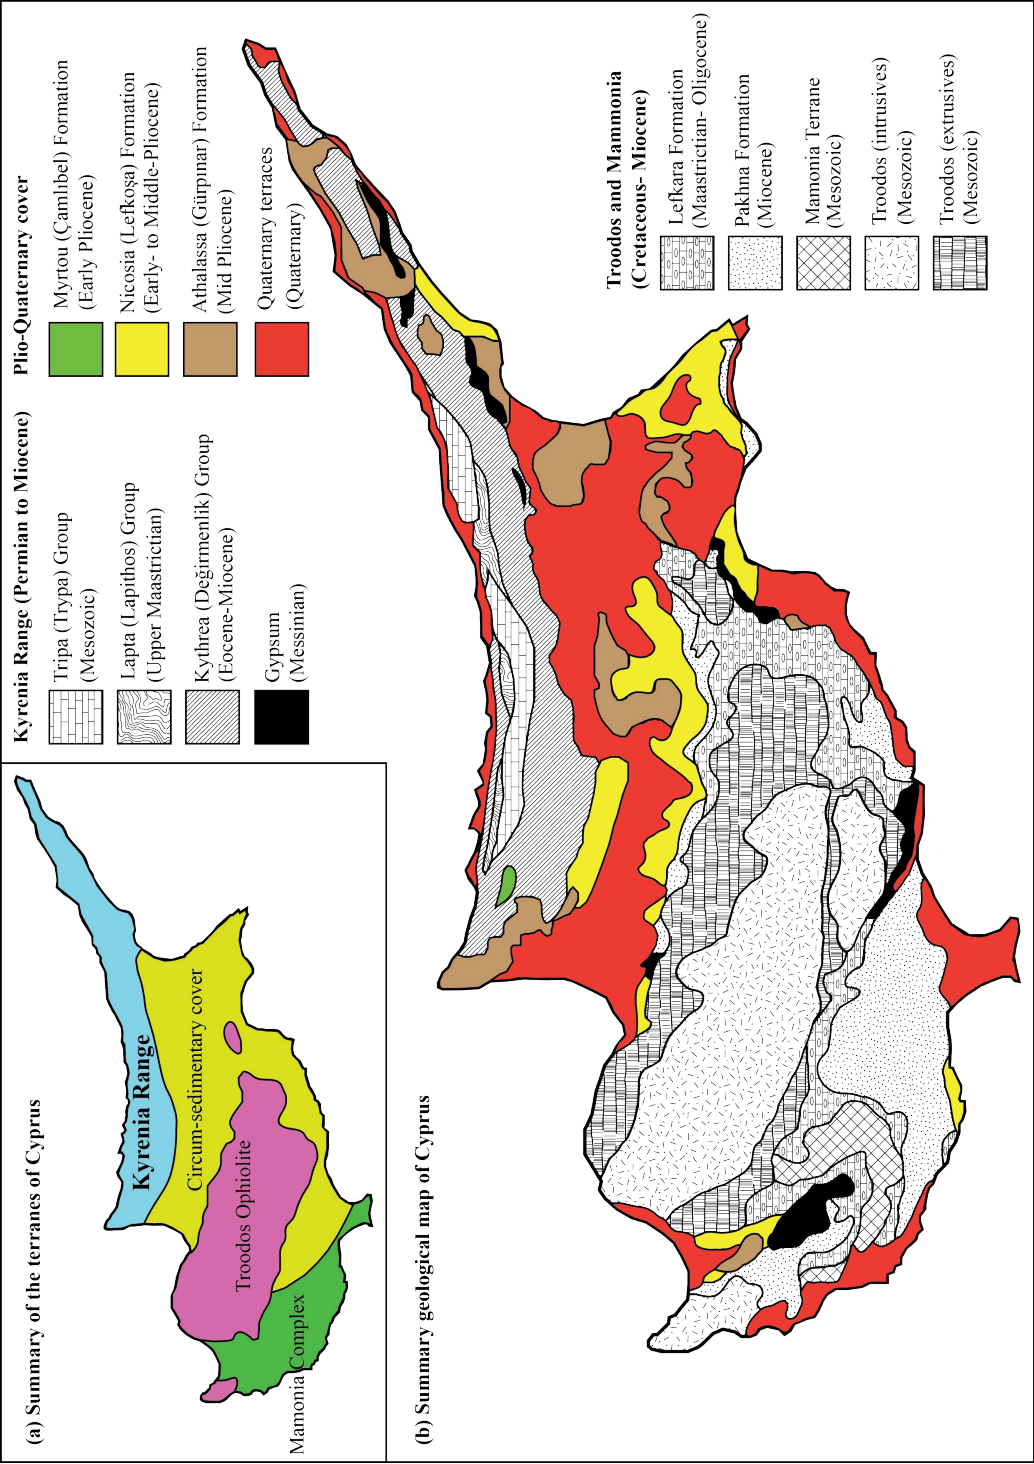 (a) Summary of the terranes of Cyprus
Kyrenia Range
Circum-sedimentary cover
Troodos Ophiolite
Mamonia Complex
Kyrenia Range (Permian to Miocene)
Tripa (Trypa) Group
(Mesozoic)
Lapta (Lapithos) Group
(Upper Maastrictian)
Kythrea (Değirmenlik) Group
(Eocene-Miocene)
Gypsum
(Messinian)
Plio-Quaternary cover
Myrtou (Çamlıbel) Formation
(Early Pliocene)
Nicosia (Lefkoşa) Formation
(Early- to Middle-Pliocene)
Athalassa (Gürpınar) Formation
(Mid Pliocene)
Quaternary terraces
(Quaternary)
(b) Summary geological map of Cyprus
Troodos and Mammonia
(Cretaceous- Miocene)
Lefkara Formation
(Maastrictian- Oligocene)
Pakhna Formation
(Miocene)
Mamonia Terrane
(Mesozoic)
Troodos (intrusives)
(Mesozoic)
Troodos (extrusives)
(Mesozoic)